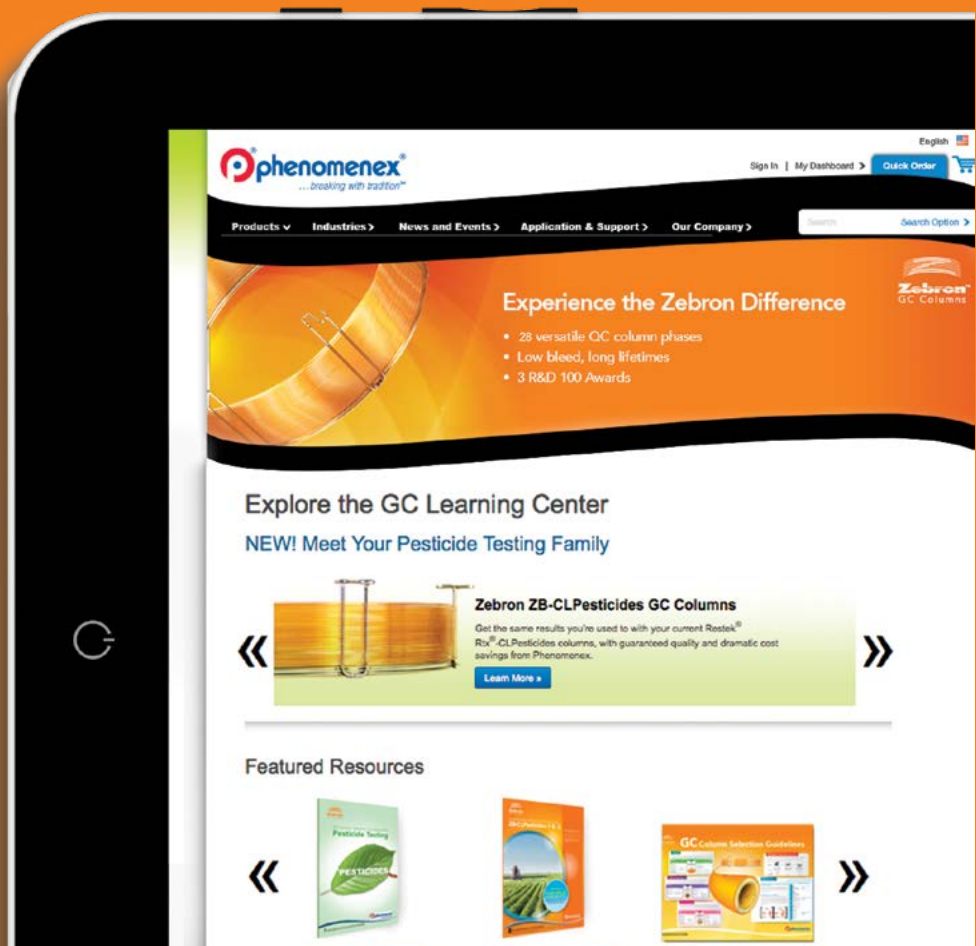 English
phenomenex®
...breaking with tradition™
Sign In | My Dashboard > Quick Order
Products Industries > News and Events > Application & Support > Our Company >
Search Search Option >
Zebron™
GC Columns
Experience the Zebron Difference
• 28 versatile GC column phases
• Low bleed, long lifetimes
• 3 R&D 100 Awards
Explore the GC Learning Center
NEW! Meet Your Pesticide Testing Family
Zebron ZB-CLPesticides GC Columns
Get the same results you're used to with your current Restek®
Rtx®-CLPesticides columns, with guaranteed quality and dramatic cost
savings from Phenomenex.
Learn More »
Featured Resources
Pesticide Testing
PESTICIDES
GC Column Selection Guidelines